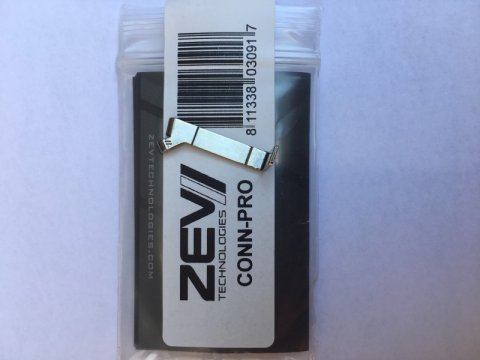 8 11338 03091 7
ZEV
TECHNOLOGIES
CONN-PRO
ZEVTECHNOLOGIES.COM